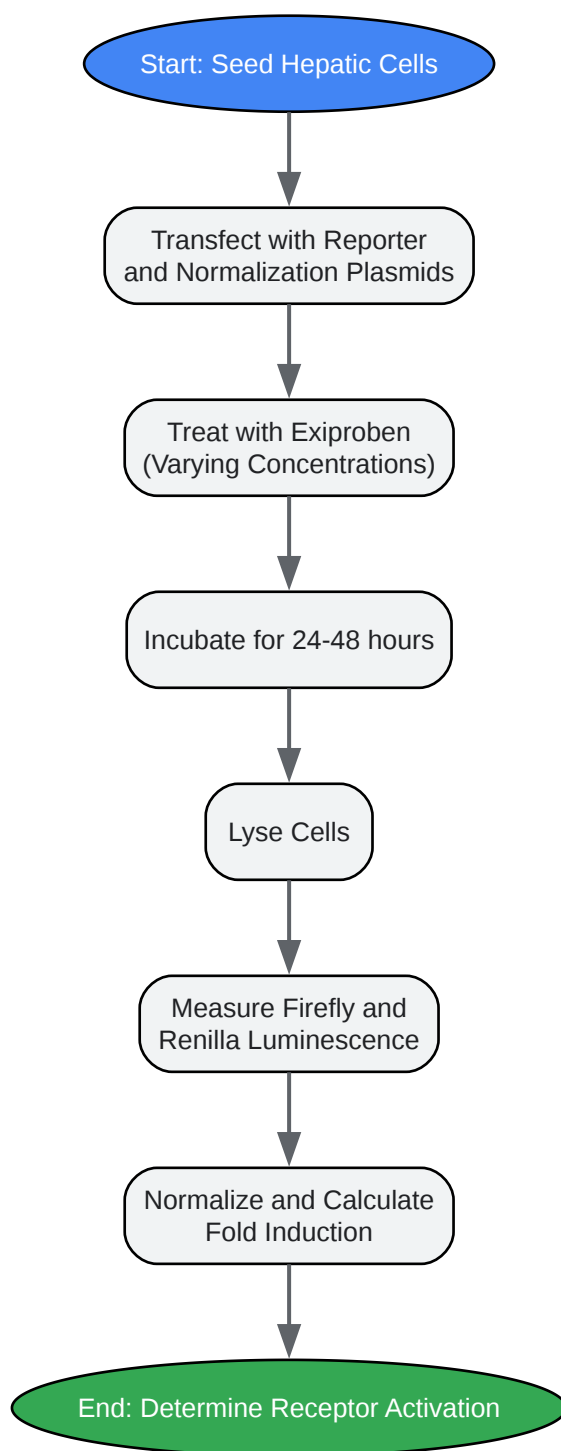 Start: Seed Hepatic Cells
Transfect with Reporter
and Normalization Plasmids
Treat with Exiproben
(Varying Concentrations)
Incubate for 24-48 hours
Lyse Cells
Measure Firefly and
Renilla Luminescence
Normalize and Calculate
Fold Induction
End: Determine Receptor Activation